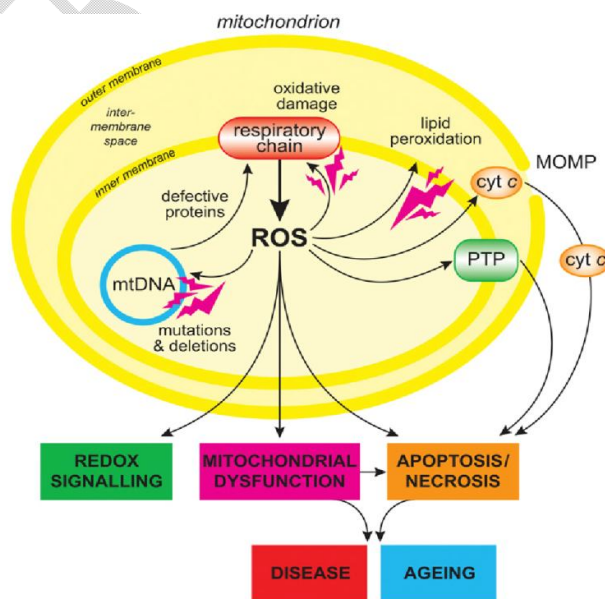 mitochondrion
outer membrane
inter-
membrane
space
inner membrane
oxidative
damage
respiratory
chain
lipid
peroxidation
MOMP
cyt c
defective
proteins
ROS
cyt c
PTP
mtDNA
mutations
& deletions
REDOX
SIGNALLING
MITOCHONDRIAL
DYSFUNCTION
APOPTOSIS/
NECROSIS
DISEASE
AGEING